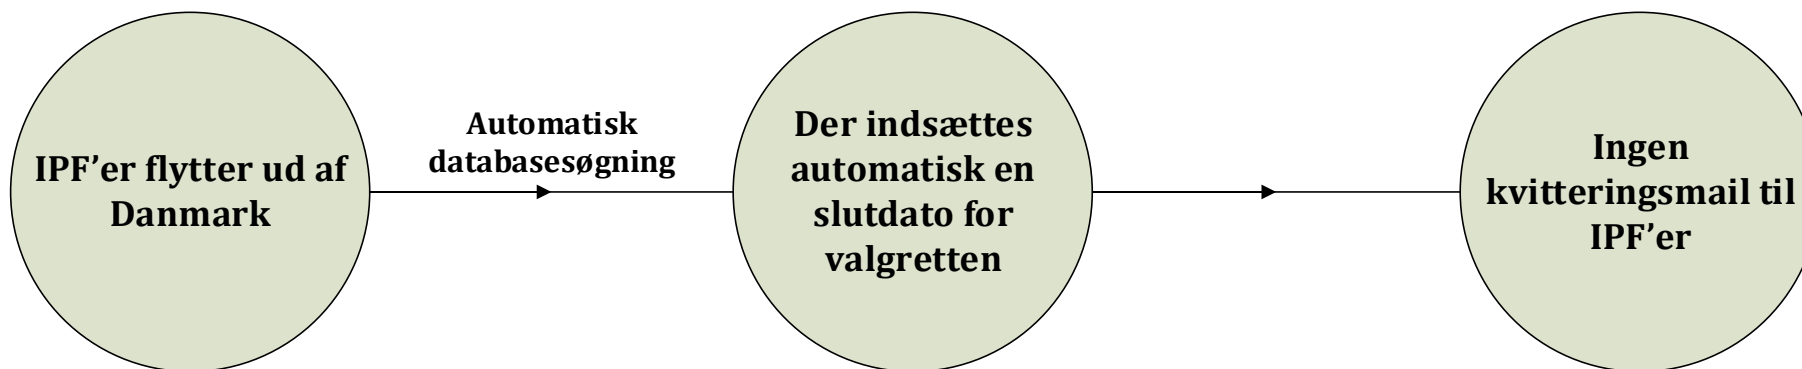 IPF’er flytter ud af
Danmark
Automatisk
databasesøgning
Der indsættes
automatisk en
slutdato for
valgretten
Ingen
kvitteringsmail til
IPF’er